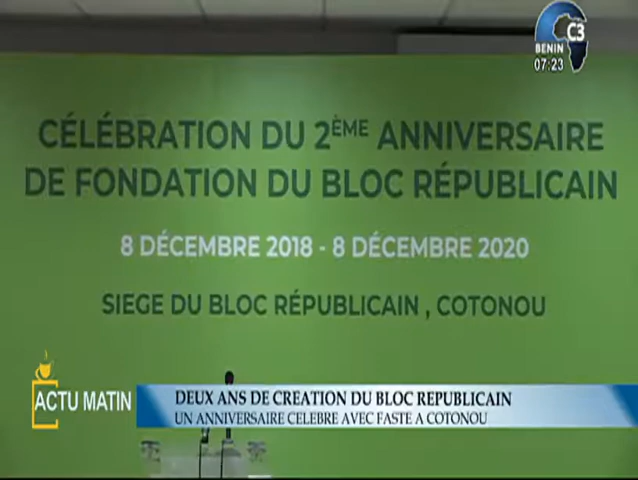 C3
BENIN
07:23
CÉLÉBRATION DU 2ÈME ANNIVERSAIRE
DE FONDATION DU BLOC RÉPUBLICAIN
8 DÉCEMBRE 2018 - 8 DÉCEMBRE 2020
SIEGE DU BLOC RÉPUBLICAIN , COTONOU
ACTU MATIN
DEUX ANS DE CREATION DU BLOC REPUBLICAIN
UN ANNIVERSAIRE CELEBRE AVEC FASTE A COTONOU